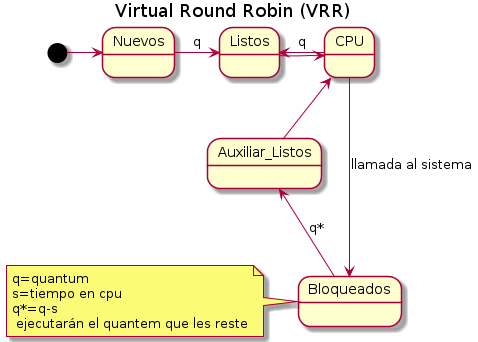 Virtual Round Robin (VRR)
Nuevos
q
Listos
q
CPU
Auxiliar_Listos
llamada al sistema
q*
Bloqueados
q=quantum
s=tiempo en cpu
q*=q-s
ejecutarán el quantem que les reste